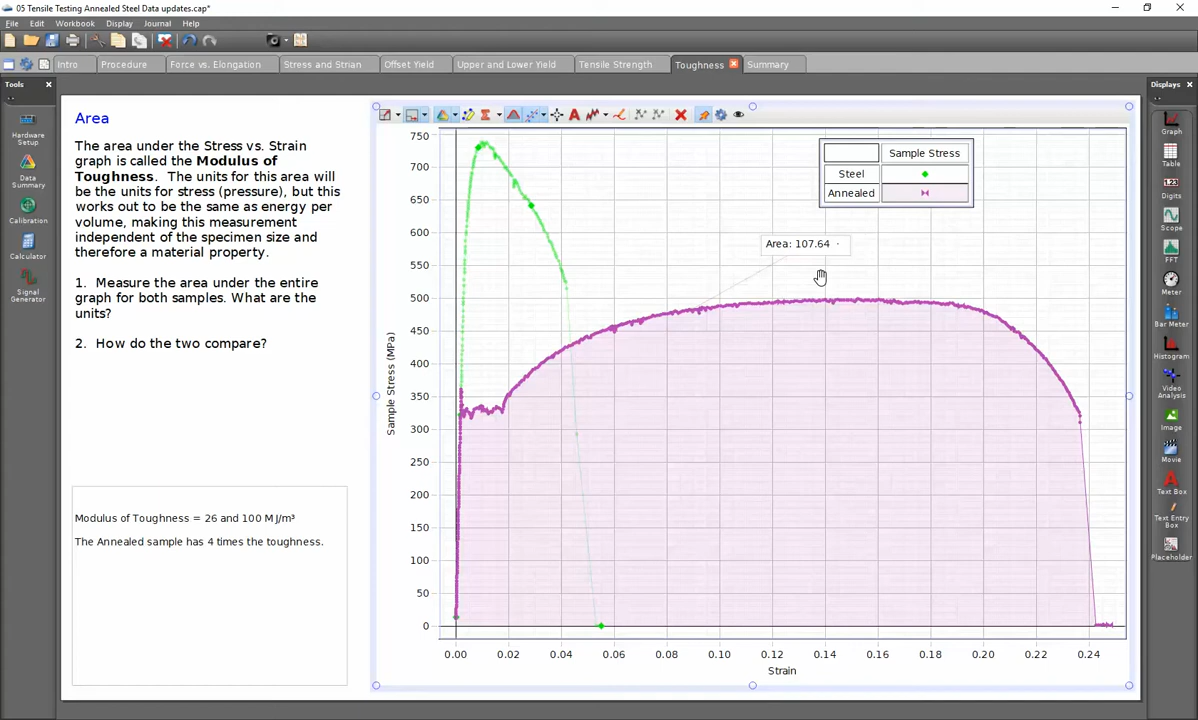 05 Tensile Testing Annealed Steel Data updates.cap*
File Edit Workbook Display Journal Help
Intro Procedure Force vs. Elongation Stress and Strian Offset Yield Upper and Lower Yield Tensile Strength Toughness Summary
Tools
Hardware
Setup
Data
Summary
Calibration
Calculator
Signal
Generator
Area
The area under the Stress vs. Strain
graph is called the Modulus of
Toughness. The units for this area will
be the units for stress (pressure), but this
works out to be the same as energy per
volume, making this measurement
independent of the specimen size and
therefore a material property.
1. Measure the area under the entire
graph for both samples. What are the
units?
2. How do the two compare?
Modulus of Toughness = 26 and 100 MJ/m³
The Annealed sample has 4 times the toughness.
Sample Stress (MPa)
750
700
650
600
550
500
450
400
350
300
250
200
150
100
50
0
Sample Stress
Steel
Annealed
Area: 107.64
0.00 0.02 0.04 0.06 0.08 0.10 0.12 0.14 0.16 0.18 0.20 0.22 0.24
Strain
Displays
Graph
Table
1.23
Digits
Scope
FFT
Meter
Bar Meter
Histogram
Video
Analysis
Image
Movie
Text Box
Text Entry
Box
Placeholder